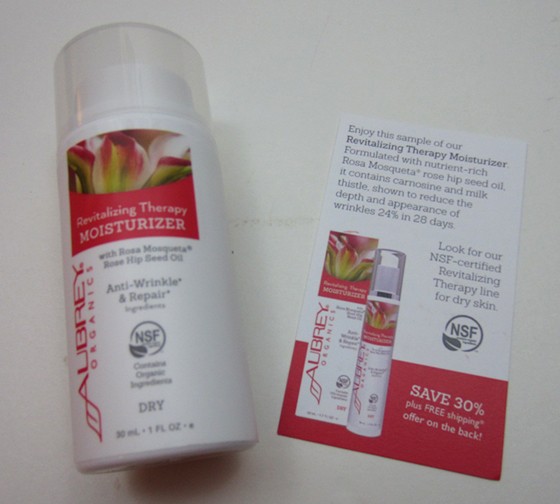 Revitalizing Therapy
MOISTURIZER
with Rosa Mosqueta®
Rose Hip Seed Oil
Anti-Wrinkle*
& Repair*
Ingredients
NSF
Contains
Organic
Ingredients
DRY
30 mL • 1 FL OZ • e
AUBREY
ORGANICS
Enjoy this sample of our
Revitalizing Therapy Moisturizer.
Formulated with nutrient-rich
Rosa Mosqueta® rose hip seed oil,
it contains carnosine and milk
thistle, shown to reduce the
depth and appearance of
wrinkles 24% in 28 days.
Look for our
NSF-certified
Revitalizing
Therapy line
for dry skin.
NSF
Revitalizing Therapy
MOISTURIZER
AUBREY
ORGANICS
DRY
SAVE 30%
plus FREE shipping*
offer on the back!